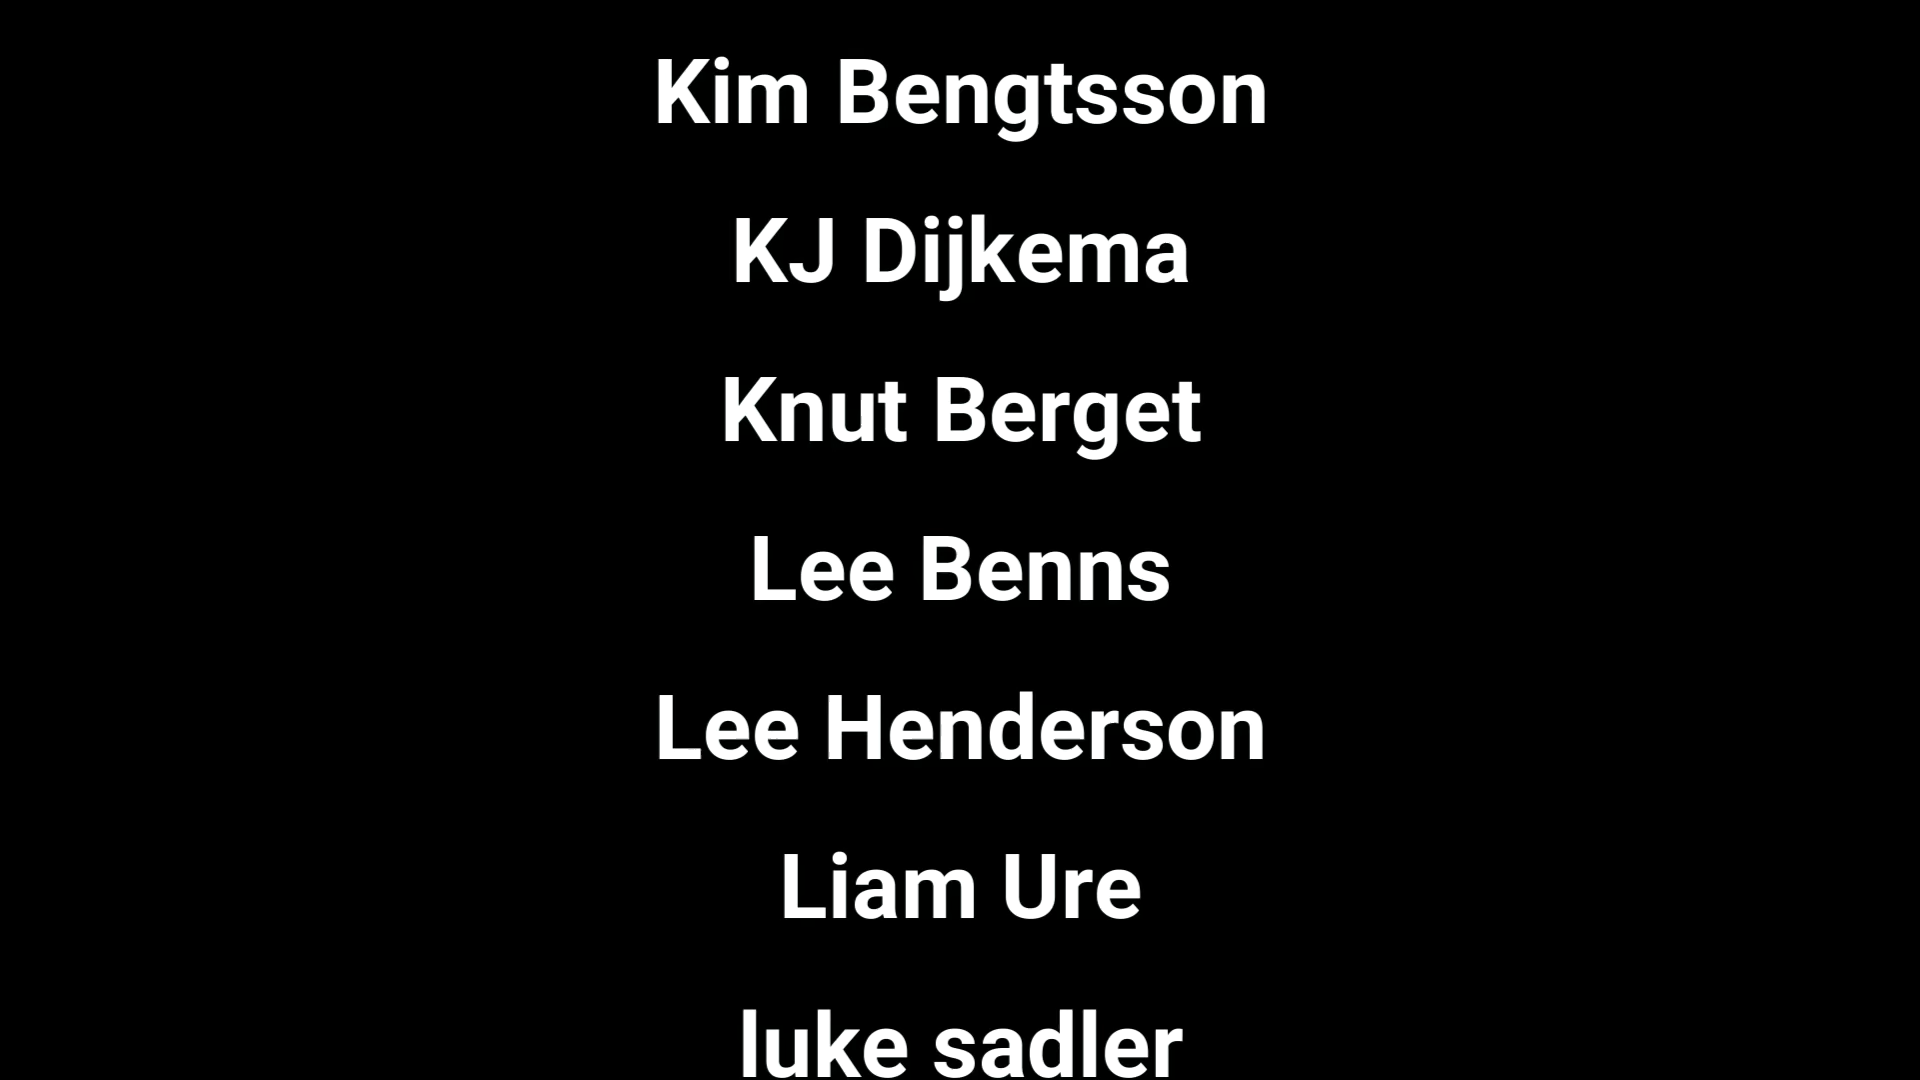 Kim Bengtsson
KJ Dijkema
Knut Berget
Lee Benns
Lee Henderson
Liam Ure
luke sadler